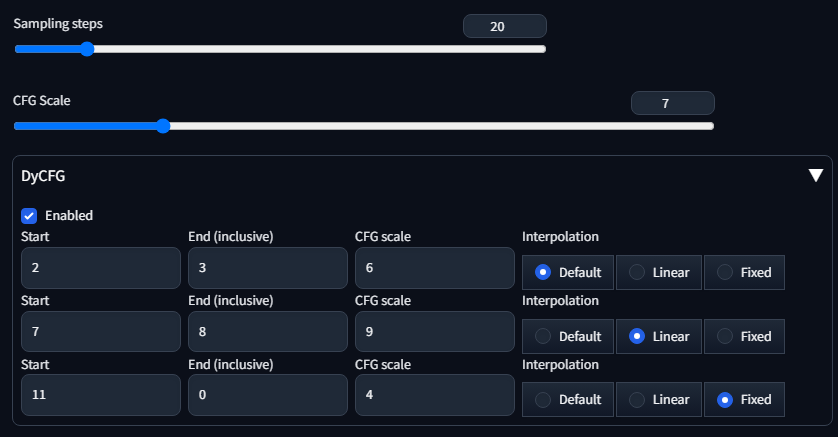 Sampling steps 20
CFG Scale 7
DyCFG
Enabled
Start End (inclusive) CFG scale Interpolation
2 3 6 Default Linear Fixed
Start End (inclusive) CFG scale Interpolation
7 8 9 Default Linear Fixed
Start End (inclusive) CFG scale Interpolation
11 0 4 Default Linear Fixed